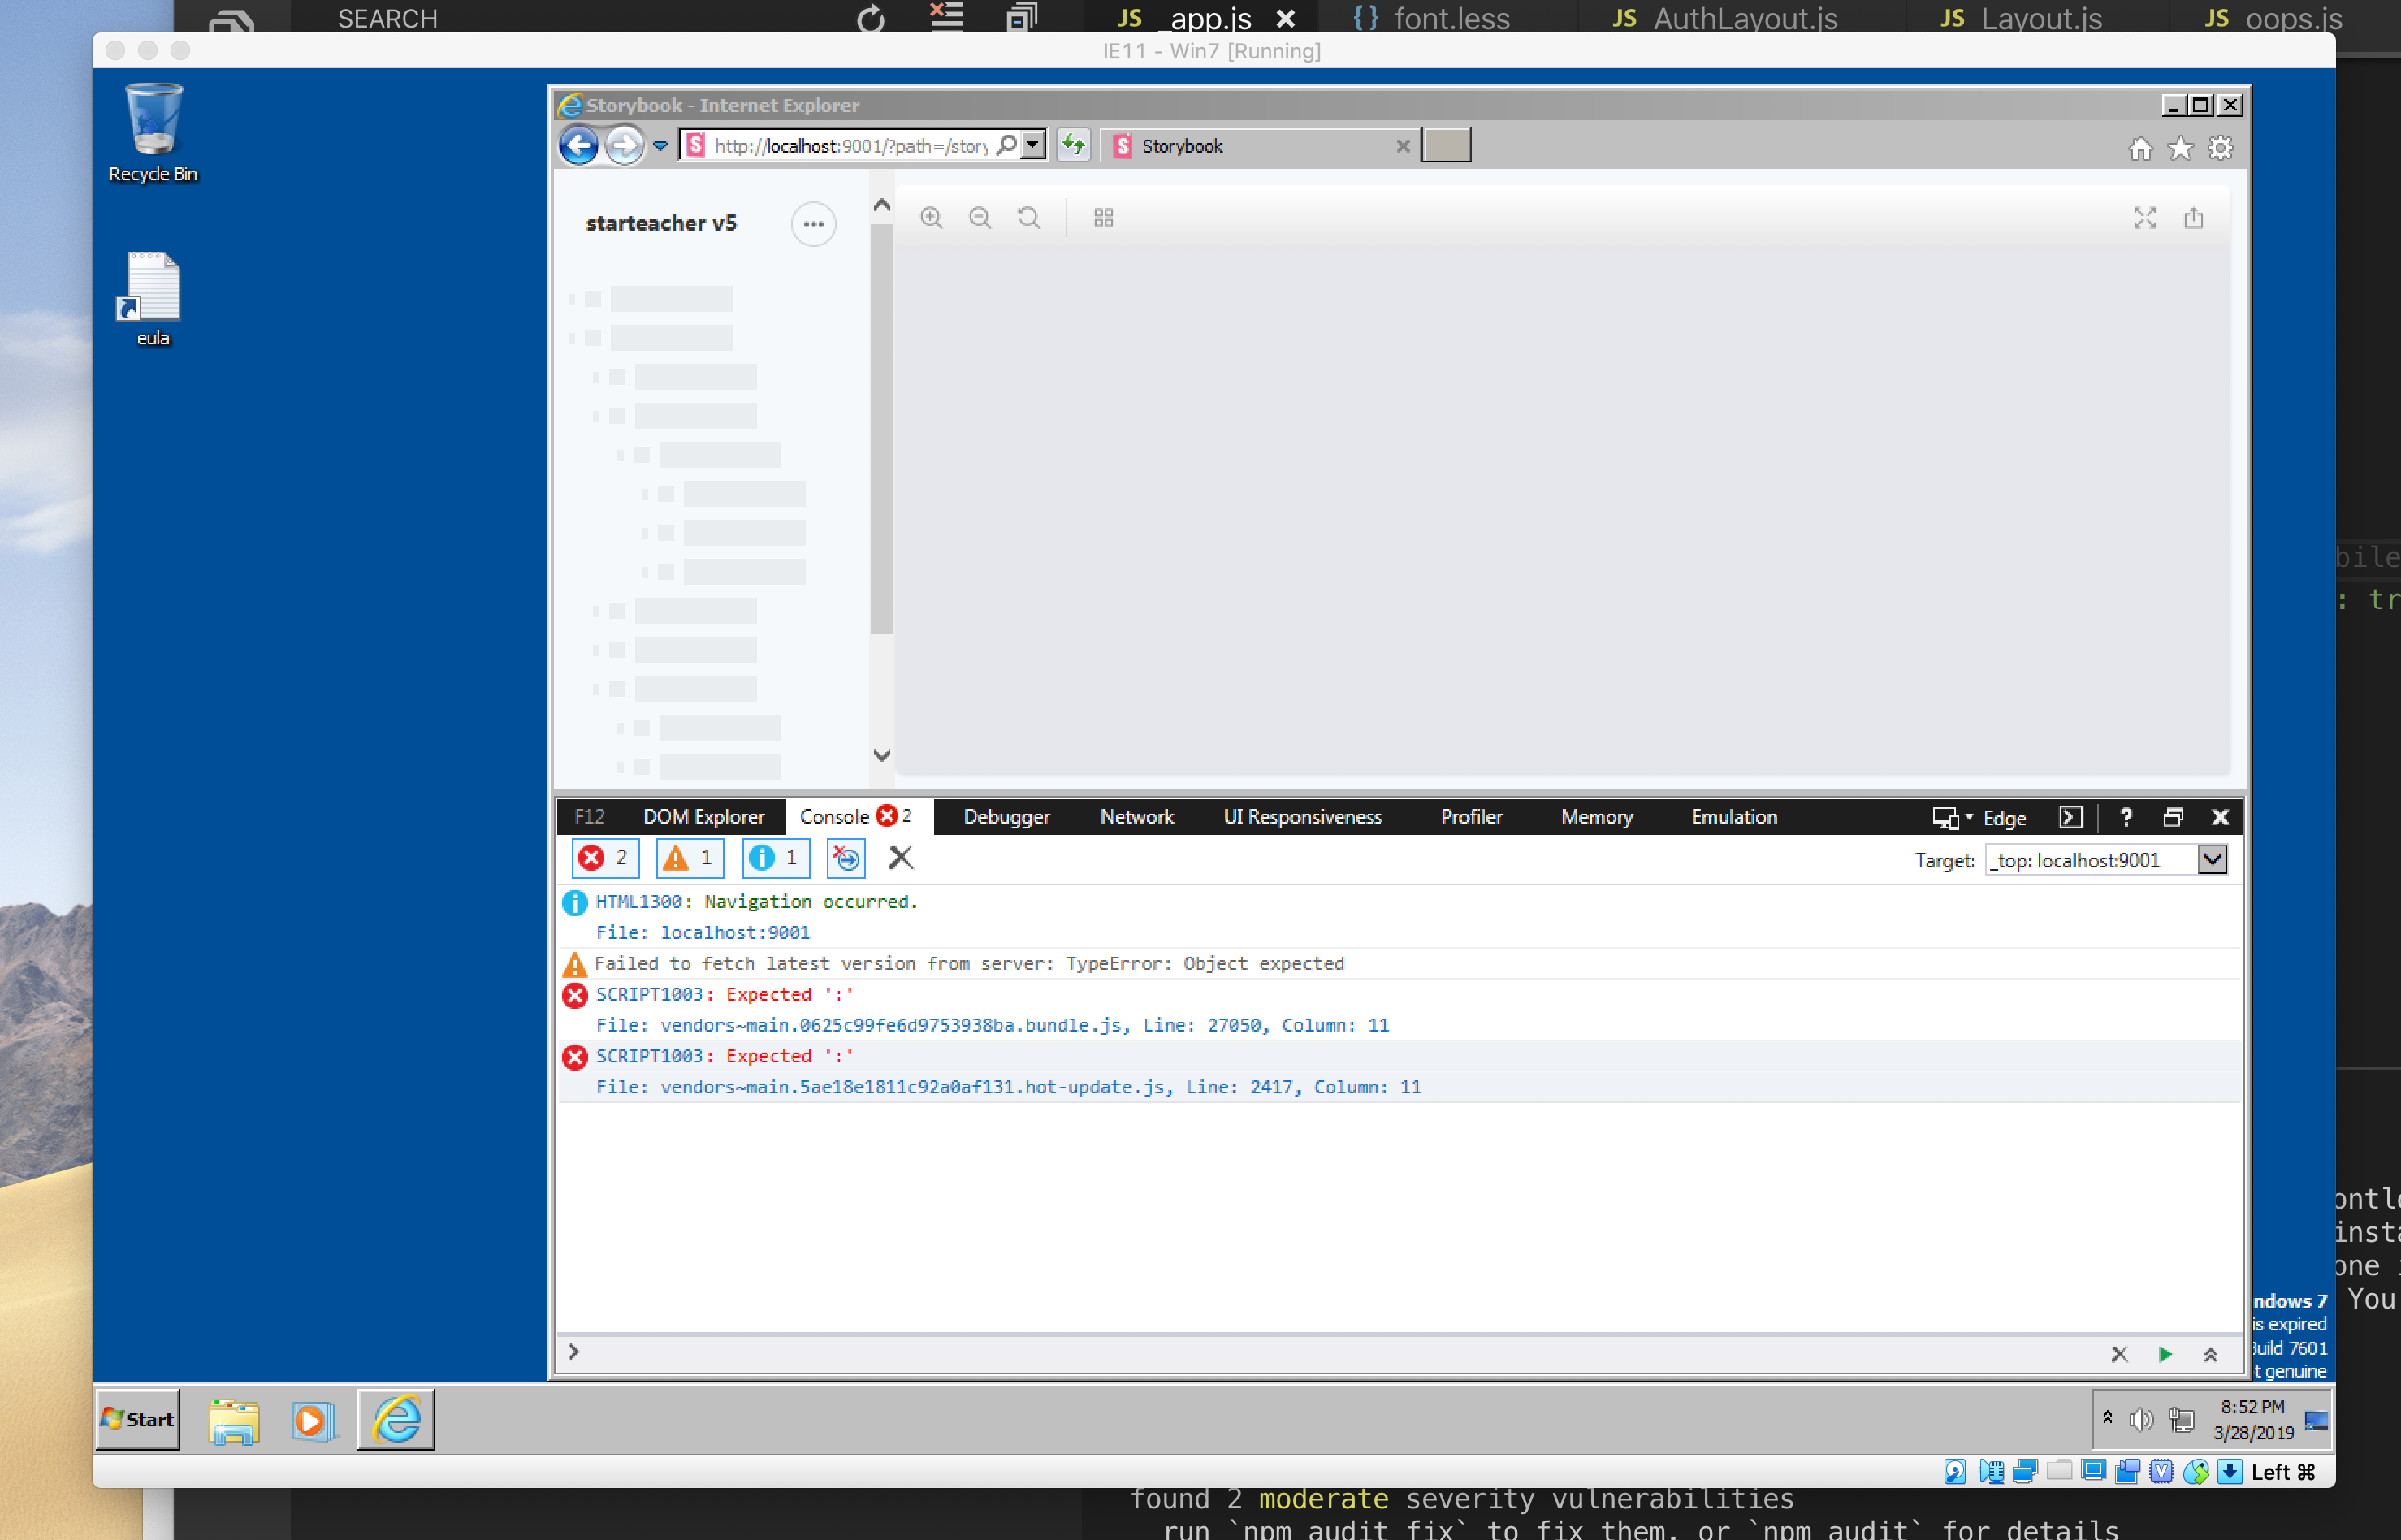 SEARCH
JS _app.js
{ } font.less
JS AuthLayout.js
JS Layout.js
JS oops.js
IE11 - Win7 [Running]
Recycle Bin
eula
Storybook - Internet Explorer
http://localhost:9001/?path=/story
Storybook
starteacher v5
F12 DOM Explorer Console 2 Debugger Network UI Responsiveness Profiler Memory Emulation Edge ?
2 1 1
Target: _top: localhost:9001
HTML1300: Navigation occurred.
File: localhost:9001
Failed to fetch latest version from server: TypeError: Object expected
SCRIPT1003: Expected ':'
File: vendors~main.0625c99fe6d9753938ba.bundle.js, Line: 27050, Column: 11
SCRIPT1003: Expected ':'
File: vendors~main.5ae18e1811c92a0af131.hot-update.js, Line: 2417, Column: 11
bile
: tr
ontlo
insta
one
You
ndows 7
is expired
Build 7601
t genuine
Start
8:52 PM
3/28/2019
Left ⌘
found 2 moderate severity vulnerabilities
run `npm audit fix` to fix them, or `npm audit` for details